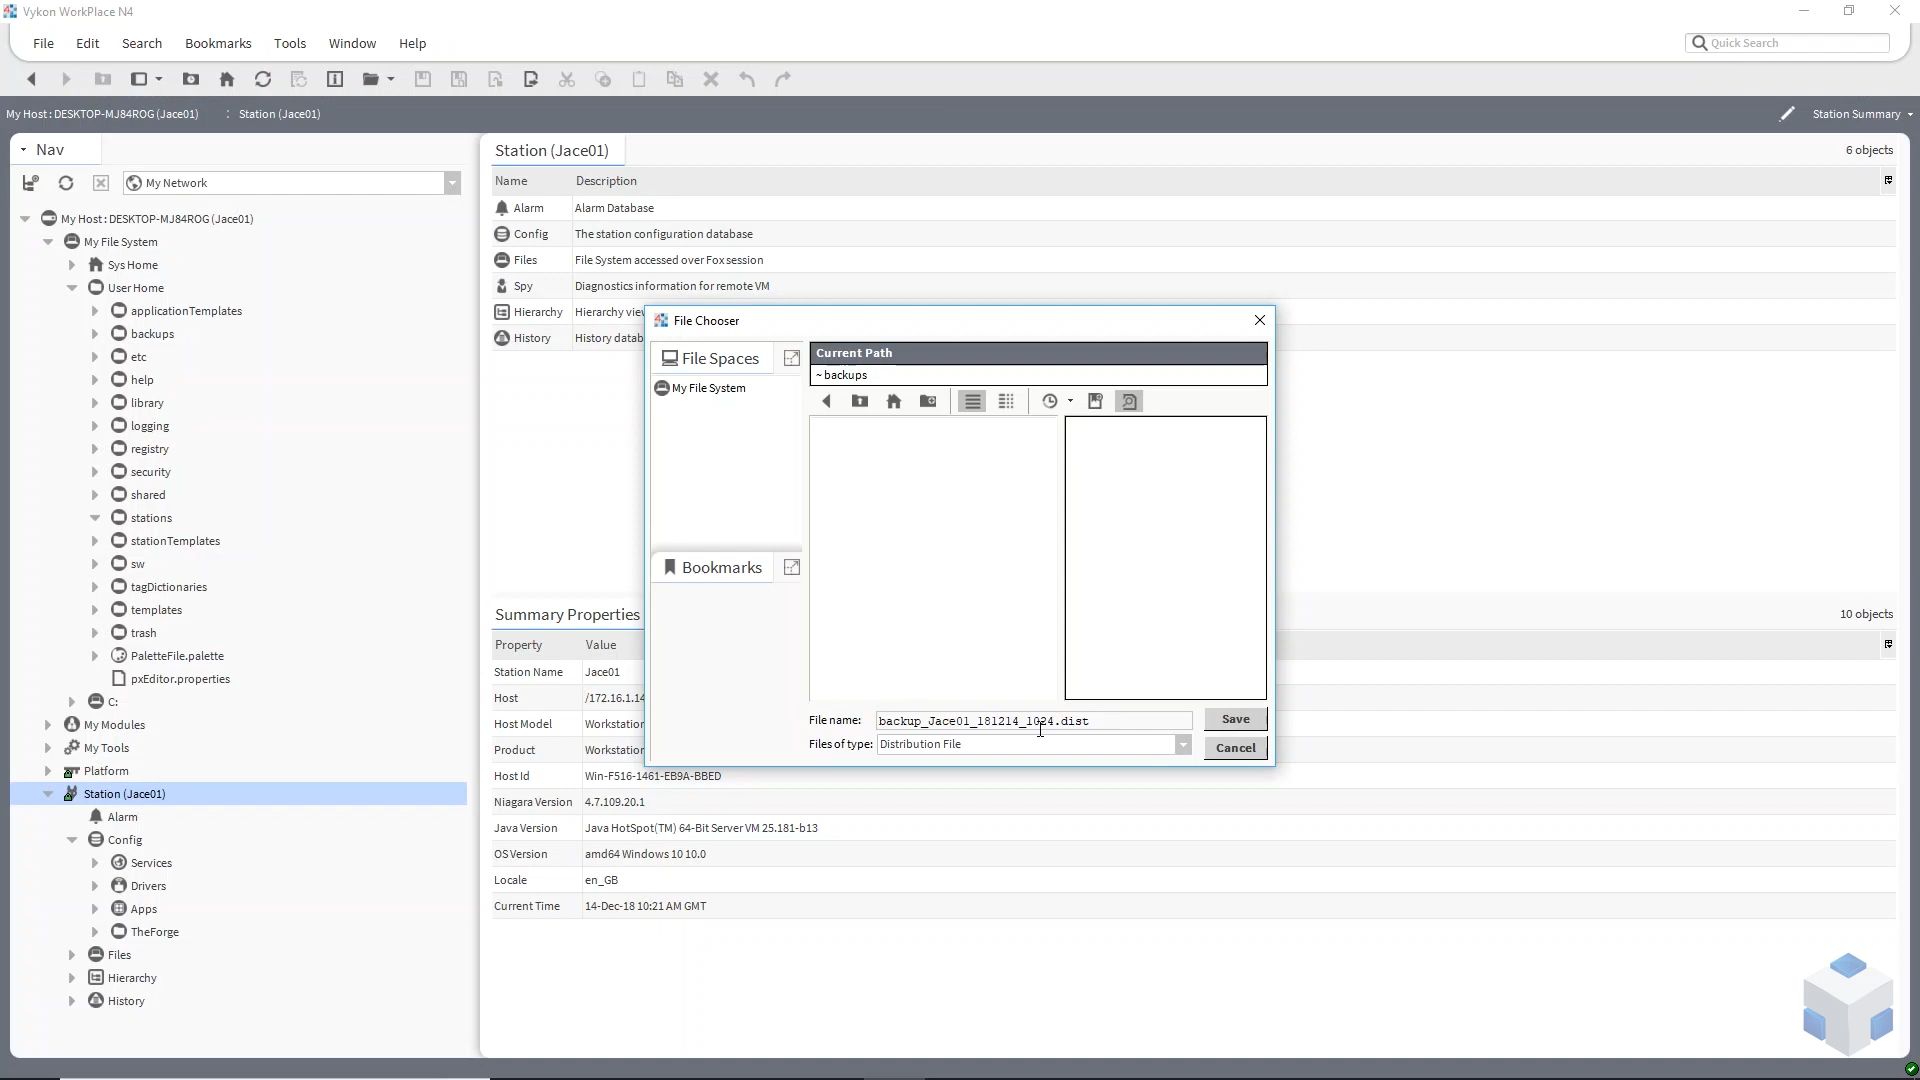 Vykon WorkPlace N4
File Edit Search Bookmarks Tools Window Help
Quick Search
My Host : DESKTOP-MJ84ROG (Jace01) : Station (Jace01)
Station Summary
Nav
My Network
My Host : DESKTOP-MJ84ROG (Jace01)
My File System
Sys Home
User Home
applicationTemplates
backups
etc
help
library
logging
registry
security
shared
stations
stationTemplates
sw
tagDictionaries
templates
trash
PaletteFile.palette
pxEditor.properties
C:
My Modules
My Tools
Platform
Station (Jace01)
Alarm
Config
Services
Drivers
Apps
TheForge
Files
Hierarchy
History
Station (Jace01)
6 objects
Name Description
Alarm Alarm Database
Config The station configuration database
Files File System accessed over Fox session
Spy Diagnostics information for remote VM
Hierarchy Hierarchy
History History
File Chooser
File Spaces
My File System
Bookmarks
Current Path
~backups
File name: backup_Jace01_181214_1024.dist
Save
Files of type: Distribution File
Cancel
Summary Properties
10 objects
Property Value
Station Name Jace01
Host /172.16.1.14
Host Model Workstation
Product Workstation
Host Id Win-F516-1461-EB9A-BBED
Niagara Version 4.7.109.20.1
Java Version Java HotSpot(TM) 64-Bit Server VM 25.181-b13
OS Version amd64 Windows 10 10.0
Locale en_GB
Current Time 14-Dec-18 10:21 AM GMT